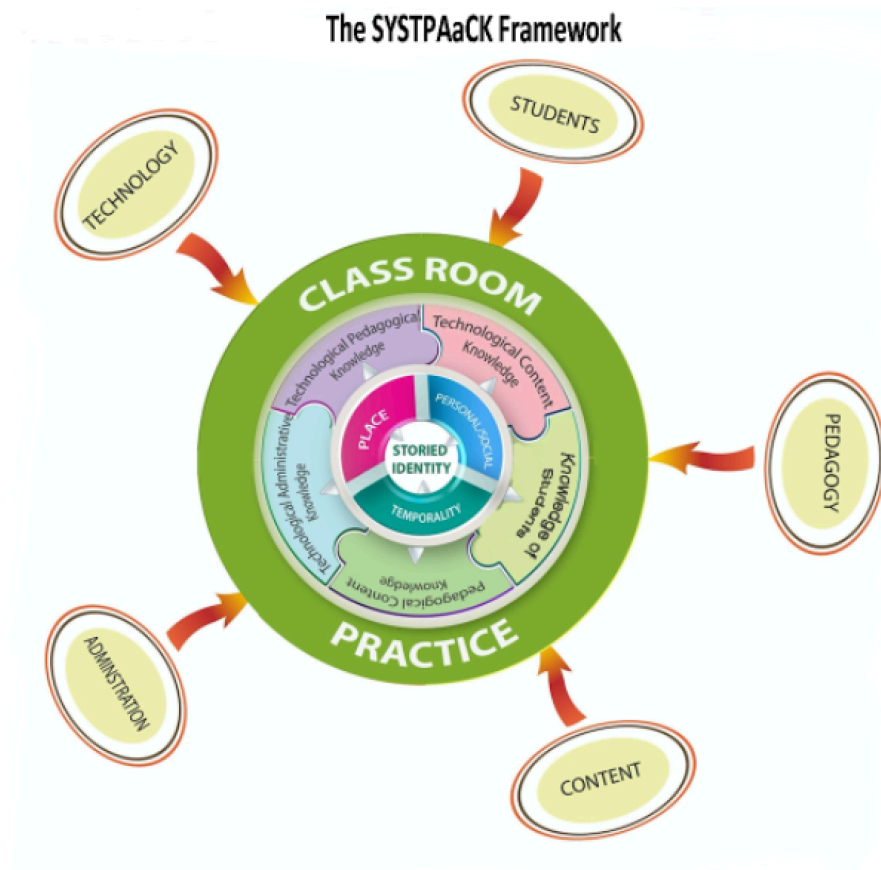 The SYSTPAaCK Framework
STUDENTS
TECHNOLOGY
CLASS ROOM
Technological Pedagogical
Knowledge
Technological Content
Knowledge
PLACE
PERSONAL/SOCIAL
STORIED
IDENTITY
TEMPORALITY
Technological Administrative
Knowledge
Knowledge of
Students
Pedagogical Content
Knowledge
PEDAGOGY
PRACTICE
ADMINSTRATION
CONTENT